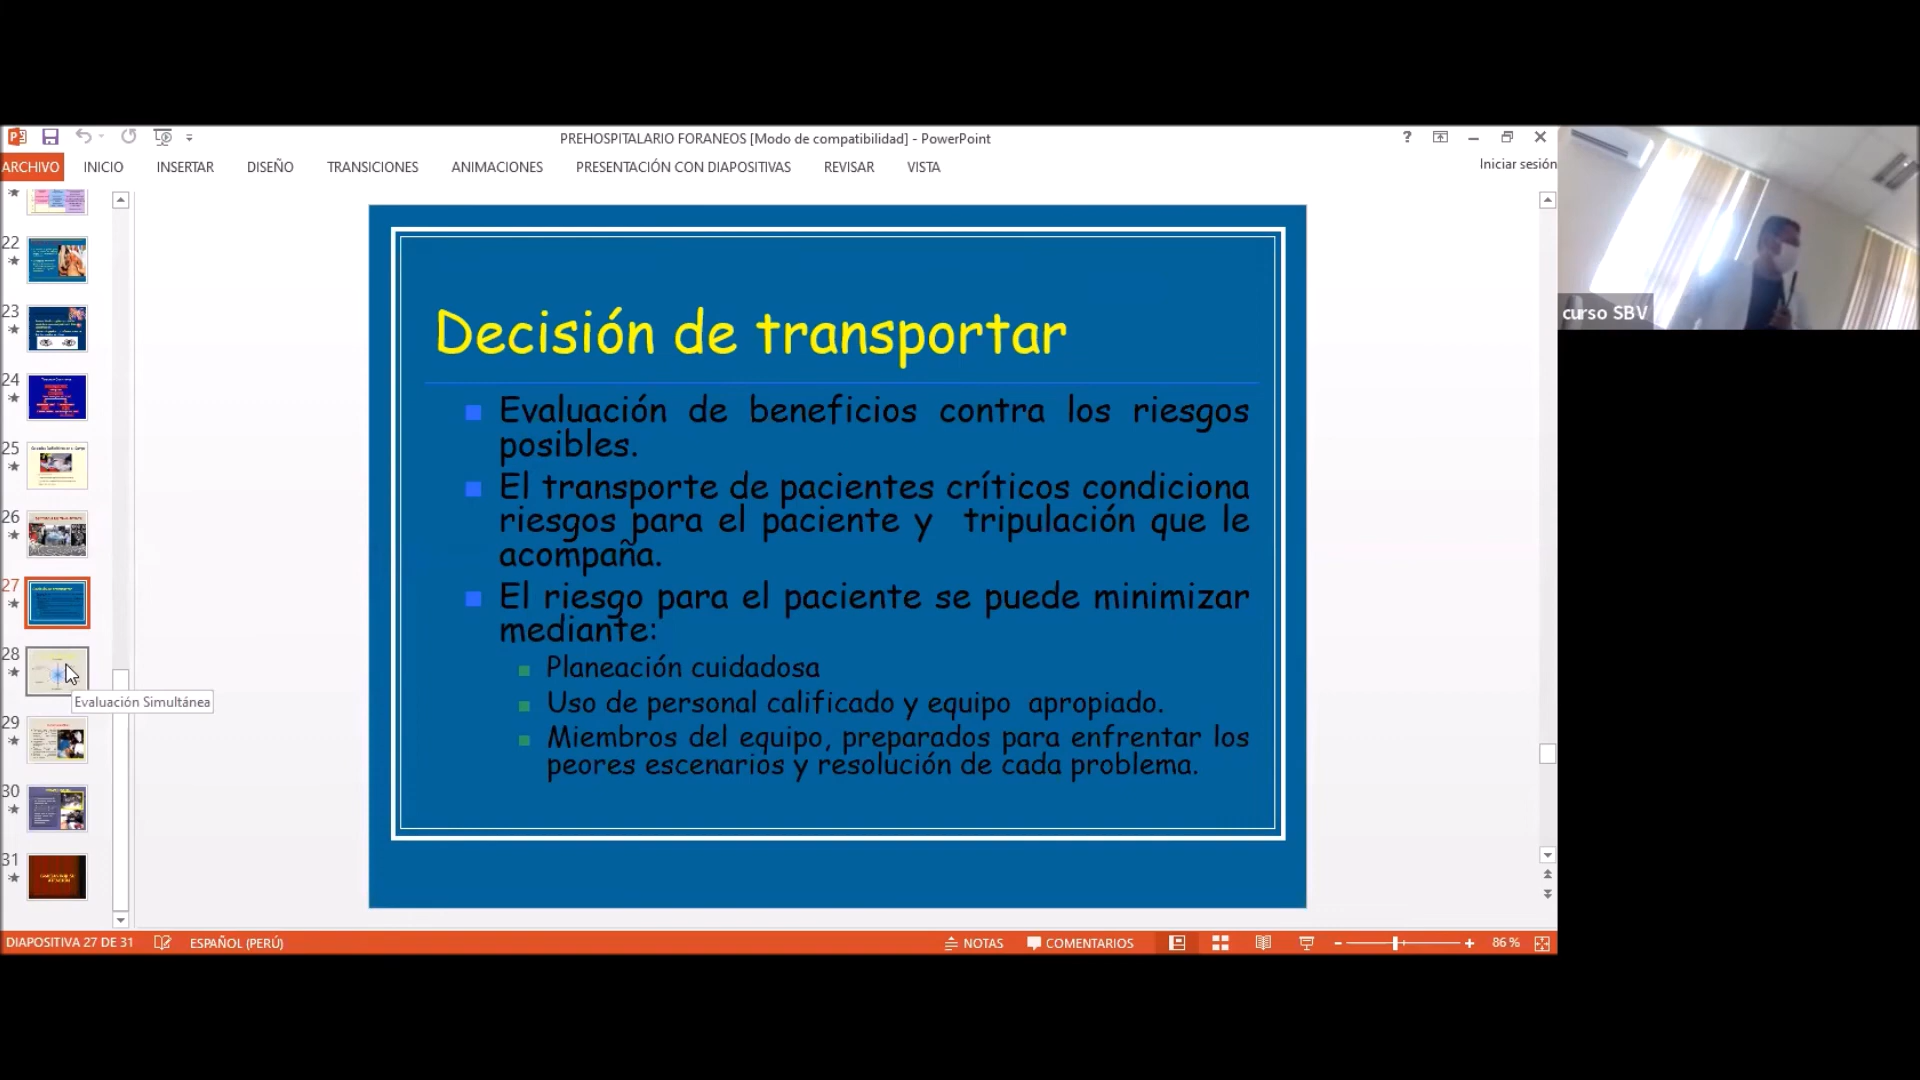 PREHOSPITALARIO FORANEOS [Modo de compatibilidad] - PowerPoint
?
ARCHIVO INICIO INSERTAR DISEÑO TRANSICIONES ANIMACIONES PRESENTACIÓN CON DIAPOSITIVAS REVISAR VISTA
Iniciar sesión
22
23
24
25
26
27
28
Evaluación Simultánea
29
30
31
Decisión de transportar
Evaluación de beneficios contra los riesgos
posibles.
El transporte de pacientes críticos condiciona
riesgos para el paciente y tripulación que le
acompaña.
El riesgo para el paciente se puede minimizar
mediante:
Planeación cuidadosa
Uso de personal calificado y equipo apropiado.
Miembros del equipo, preparados para enfrentar los
peores escenarios y resolución de cada problema.
curso SBV
DIAPOSITIVA 27 DE 31 ESPAÑOL (PERÚ) NOTAS COMENTARIOS 86 %